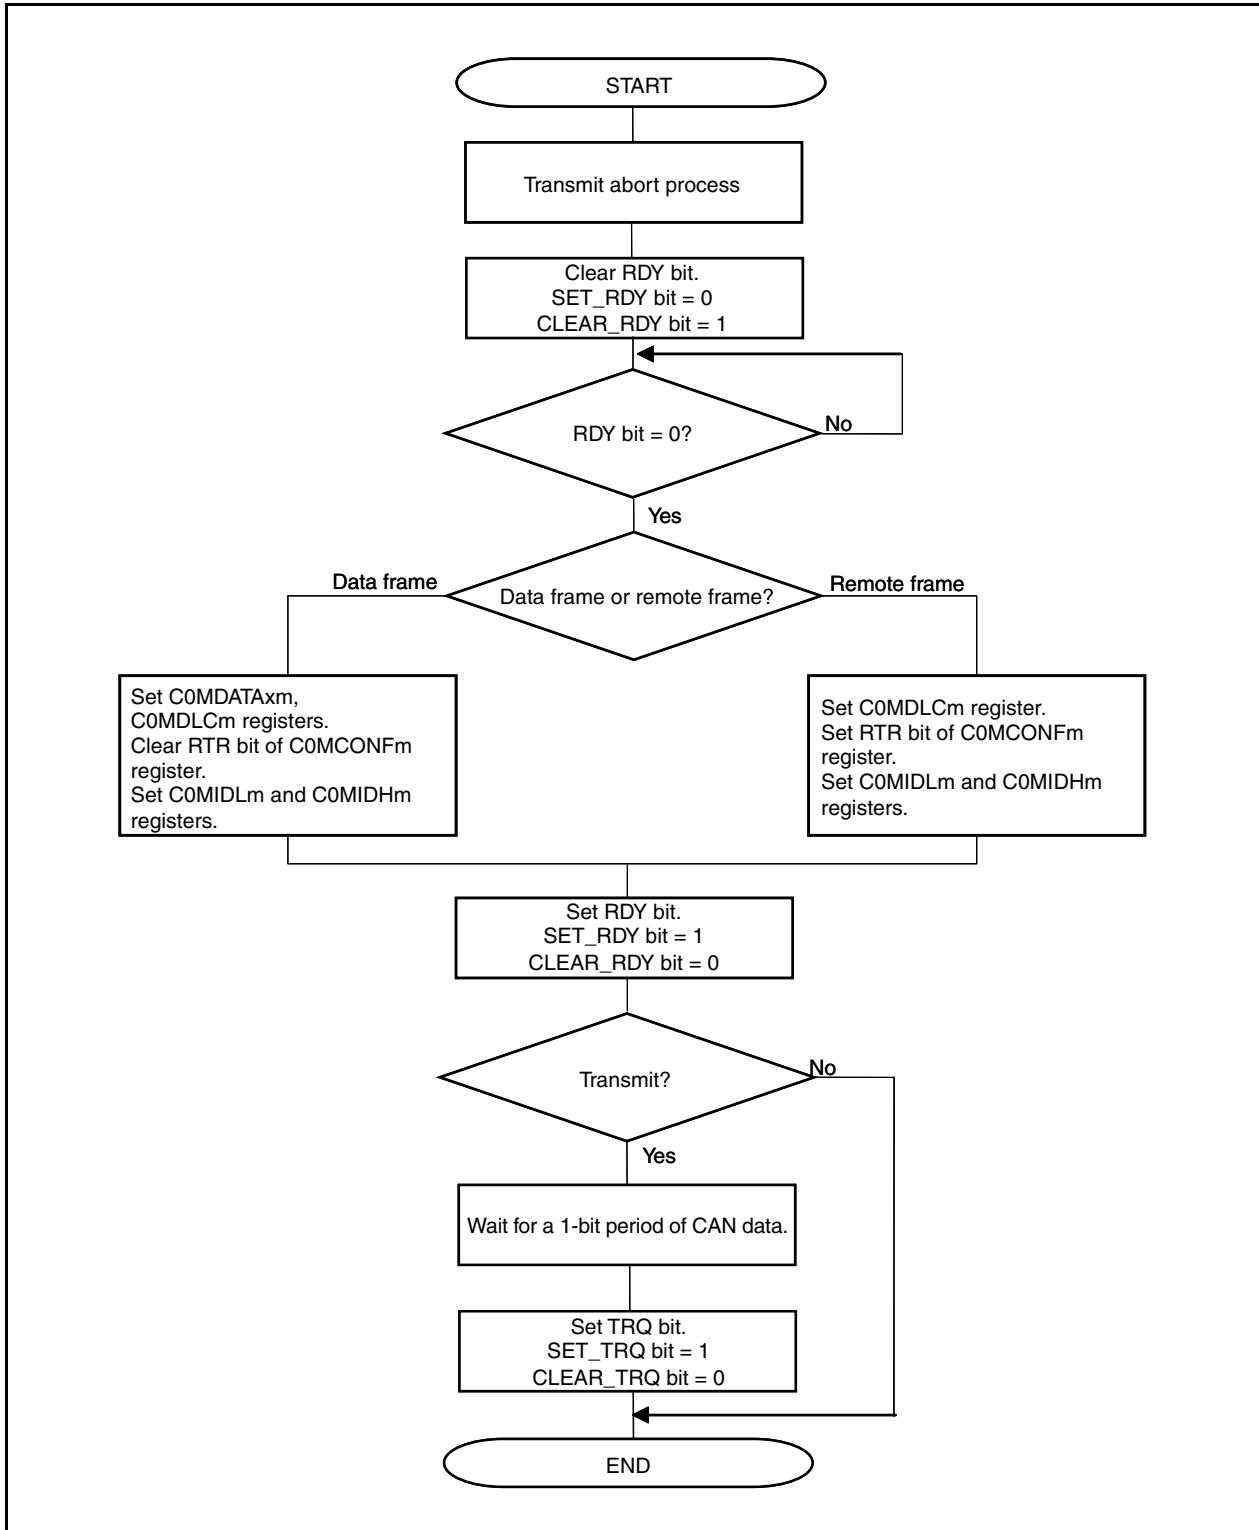 START
Transmit abort process
Clear RDY bit.
SET_RDY bit = 0
CLEAR_RDY bit = 1
RDY bit = 0?
No
Yes
Data frame
Data frame or remote frame?
Remote frame
Set C0MDATAxm,
C0MDLCm registers.
Clear RTR bit of C0MCONFm
register.
Set C0MIDLm and C0MIDHm
registers.
Set C0MDLCm register.
Set RTR bit of C0MCONFm
register.
Set C0MIDLm and C0MIDHm
registers.
Set RDY bit.
SET_RDY bit = 1
CLEAR_RDY bit = 0
Transmit?
No
Yes
Wait for a 1-bit period of CAN data.
Set TRQ bit.
SET_TRQ bit = 1
CLEAR_TRQ bit = 0
END